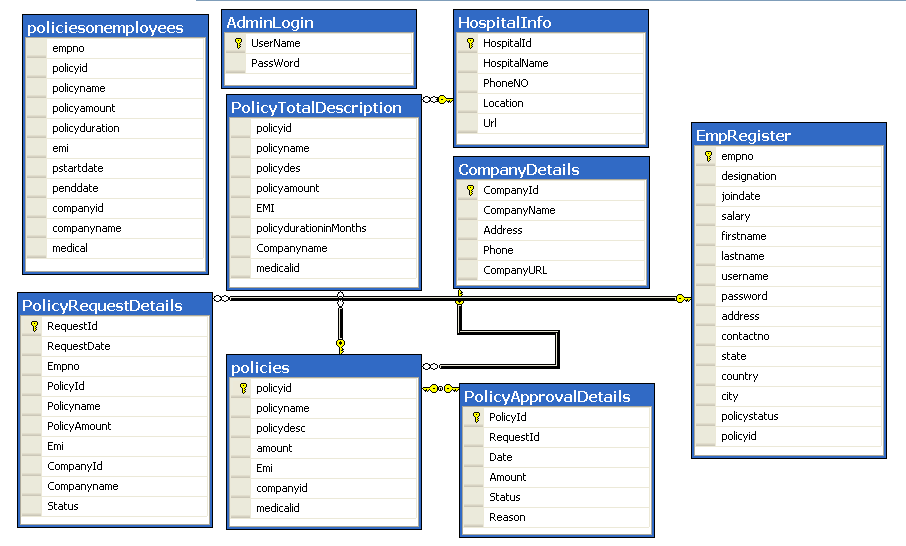 policiesonemployees
empno
policyid
policyname
policyamount
policyduration
emi
pstartdate
penddate
companyid
companyname
medical
AdminLogin
UserName
PassWord
HospitalInfo
HospitalId
HospitalName
PhoneNO
Location
Url
PolicyTotalDescription
policyid
policyname
policydes
policyamount
EMI
policydurationinMonths
Companyname
medicalid
CompanyDetails
CompanyId
CompanyName
Address
Phone
CompanyURL
EmpRegister
empno
designation
joindate
salary
firstname
lastname
username
password
address
contactno
state
country
city
policystatus
policyid
PolicyRequestDetails
RequestId
RequestDate
Empno
PolicyId
Policyname
PolicyAmount
Emi
CompanyId
Companyname
Status
policies
policyid
policyname
policydesc
amount
Emi
companyid
medicalid
PolicyApprovalDetails
PolicyId
RequestId
Date
Amount
Status
Reason